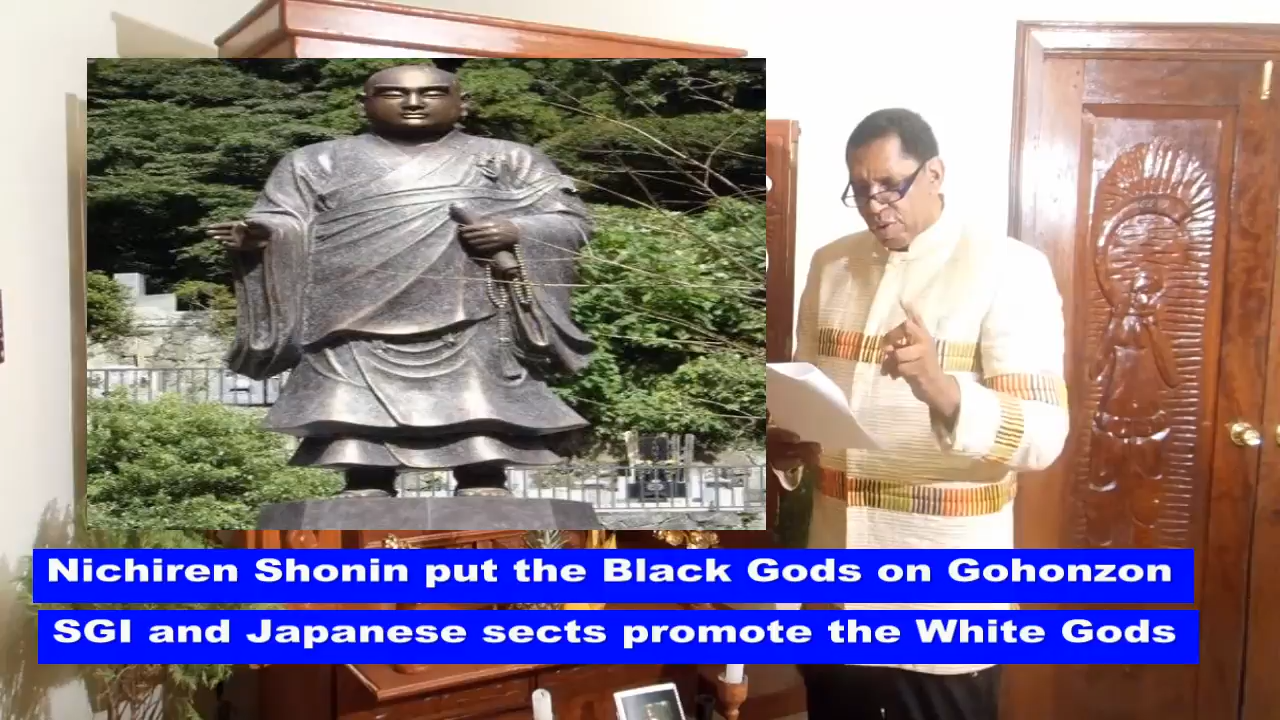 Nichiren Shonin put the Black Gods on Gohonzon
SGI and Japanese sects promote the White Gods